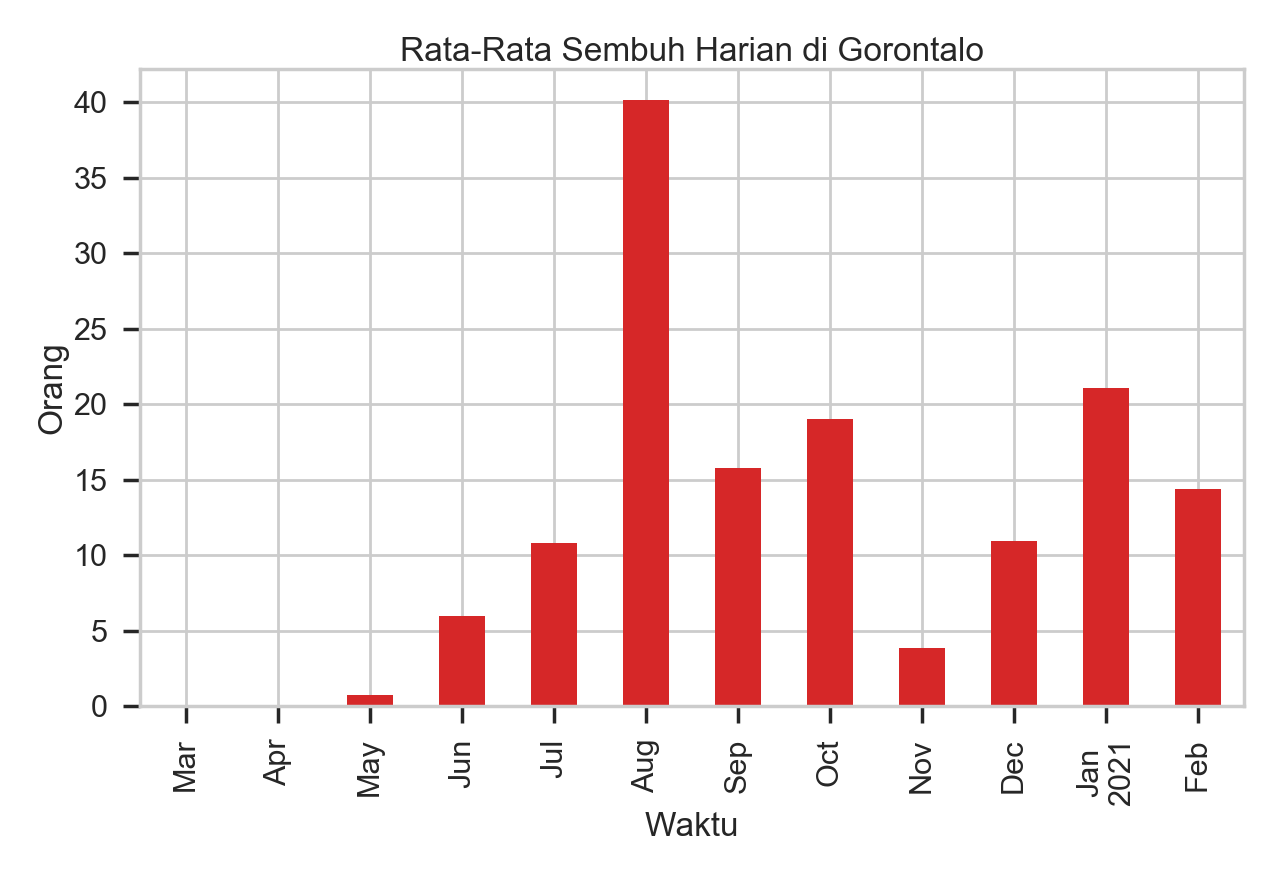 Rata-Rata Sembuh Harian di Gorontalo
40
35
30
25
20
15
10
5
0
Orang
Mar
Apr
May
Jun
Jul
Aug
Sep
Oct
Nov
Dec
Jan
2021
Feb
Waktu